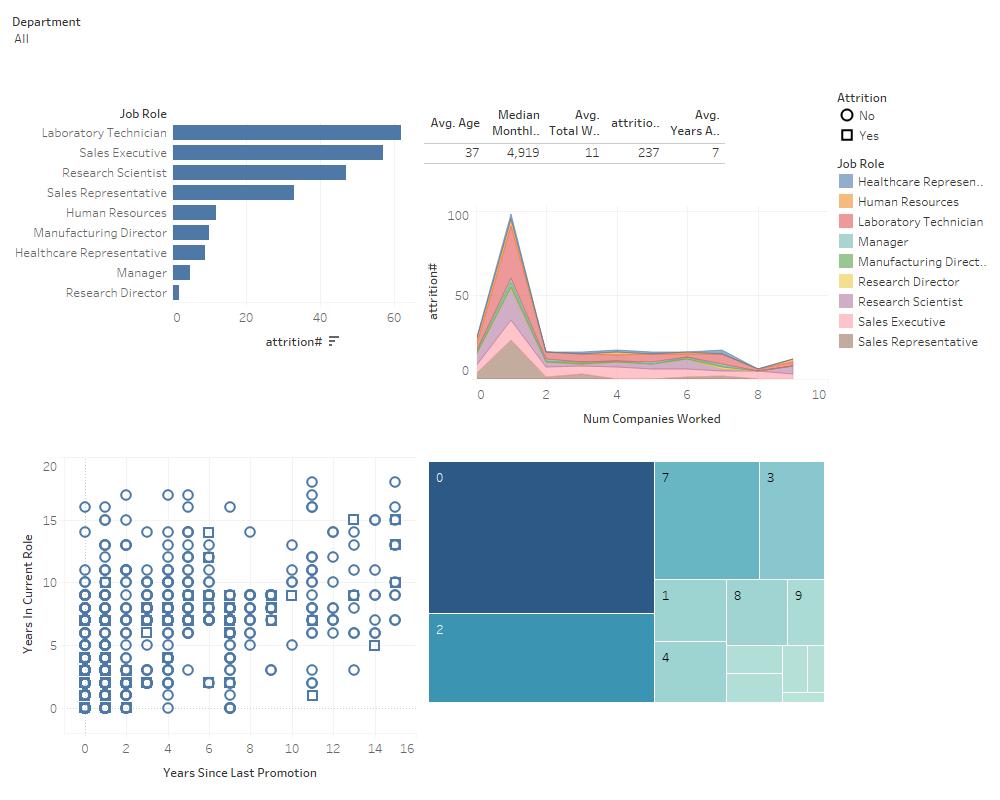 Department
All
Job Role
Laboratory Technician
Sales Executive
Research Scientist
Sales Representative
Human Resources
Manufacturing Director
Healthcare Representative
Manager
Research Director
0 20 40 60
attrition#
Avg. Age Median Monthl.. Avg. Total W.. attritio.. Avg. Years A..
37 4,919 11 237 7
100
50
0
attrition#
0 2 4 6 8 10
Num Companies Worked
Attrition
No
Yes
Job Role
Healthcare Represen..
Human Resources
Laboratory Technician
Manager
Manufacturing Direct..
Research Director
Research Scientist
Sales Executive
Sales Representative
20
15
10
5
0
Years In Current Role
0 2 4 6 8 10 12 14 16
Years Since Last Promotion
0 7 3
1 8 9
2
4